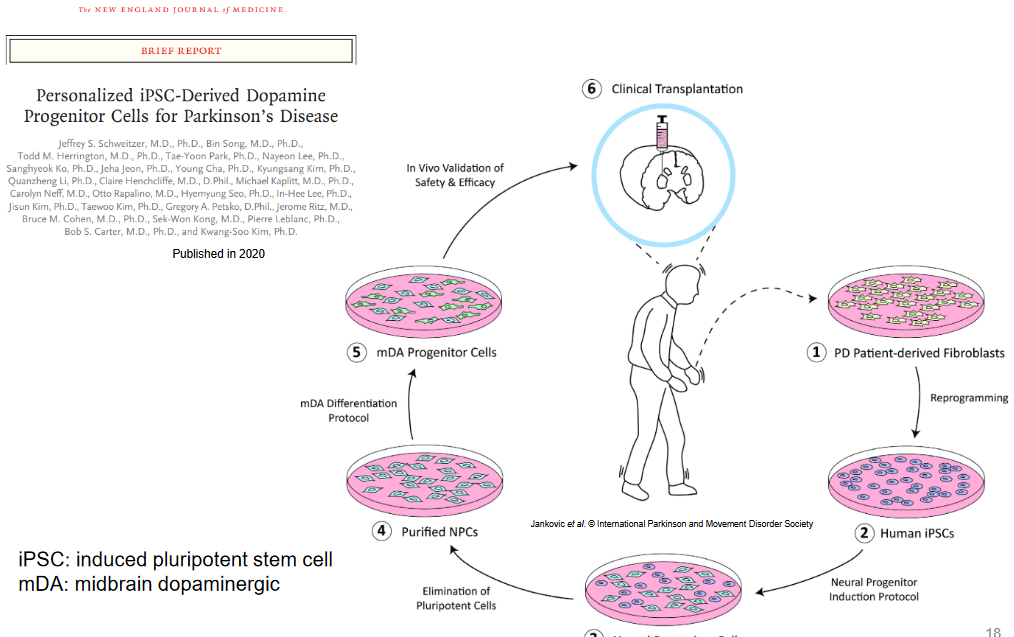 The NEW ENGLAND JOURNAL of MEDICINE
BRIEF REPORT
Personalized iPSC-Derived Dopamine
Progenitor Cells for Parkinson's Disease
Jeffrey S. Schweitzer, M.D., Ph.D., Bin Song, M.D., Ph.D.,
Todd M. Herrington, M.D., Ph.D., Tae-Yoon Park, Ph.D., Nayeon Lee, Ph.D.,
Sanghyeok Ko, Ph.D., Jeha Jeon, Ph.D., Young Cha, Ph.D., Kyungsang Kim, Ph.D.,
Quanzheng Li, Ph.D., Claire Henchcliffe, M.D., D.Phil., Michael Kaplitt, M.D., Ph.D.,
Carolyn Neff, M.D., Otto Rapalino, M.D., Hyemyung Seo, Ph.D., In-Hee Lee, Ph.D.,
Jisun Kim, Ph.D., Taewoo Kim, Ph.D., Gregory A. Petsko, D.Phil., Jerome Ritz, M.D.,
Bruce M. Cohen, M.D., Ph.D., Sek-Won Kong, M.D., Pierre Leblanc, Ph.D.,
Bob S. Carter, M.D., Ph.D., and Kwang-Soo Kim, Ph.D.
Published in 2020
6 Clinical Transplantation
In Vivo Validation of
Safety & Efficacy
5 mDA Progenitor Cells
1 PD Patient-derived Fibroblasts
mDA Differentiation
Protocol
Reprogramming
4 Purified NPCs
Jankovic et al. © International Parkinson and Movement Disorder Society
2 Human iPSCs
iPSC: induced pluripotent stem cell
mDA: midbrain dopaminergic
Elimination of
Pluripotent Cells
Neural Progenitor
Induction Protocol
18